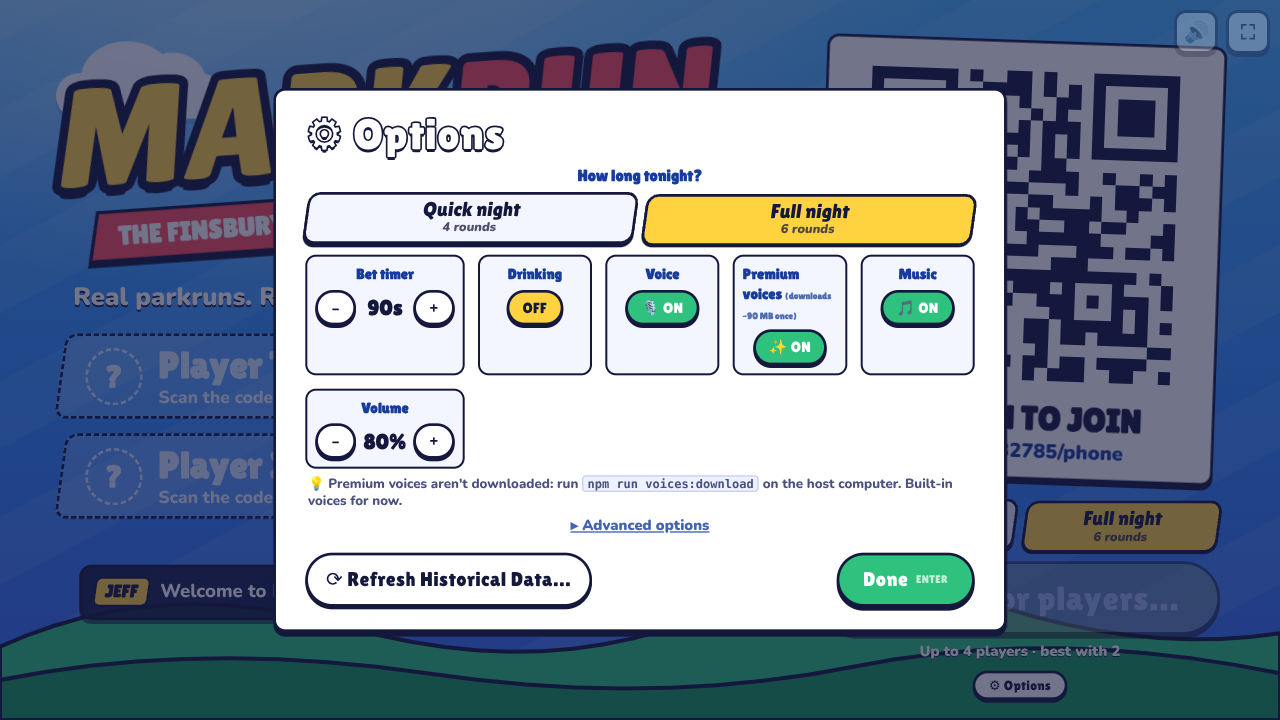 MARKRUN
THE FINSBURY
⚙ Options
How long tonight?
Quick night
4 rounds
Full night
6 rounds
Bet timer
- 90s +
Drinking
OFF
Voice
🎙️ ON
Premium
voices (downloads
~90 MB once)
✨ ON
Music
🎵 ON
Volume
- 80% +
💡 Premium voices aren't downloaded: run npm run voices:download on the host computer. Built-in
voices for now.
▸ Advanced options
⟳ Refresh Historical Data...
Done ENTER
Real parkruns. R
?
Player
Scan the code
?
Player
Scan the code
JEFF Welcome to
TO JOIN
2785/phone
Full night
6 rounds
or players...
Up to 4 players · best with 2
⚙ Options